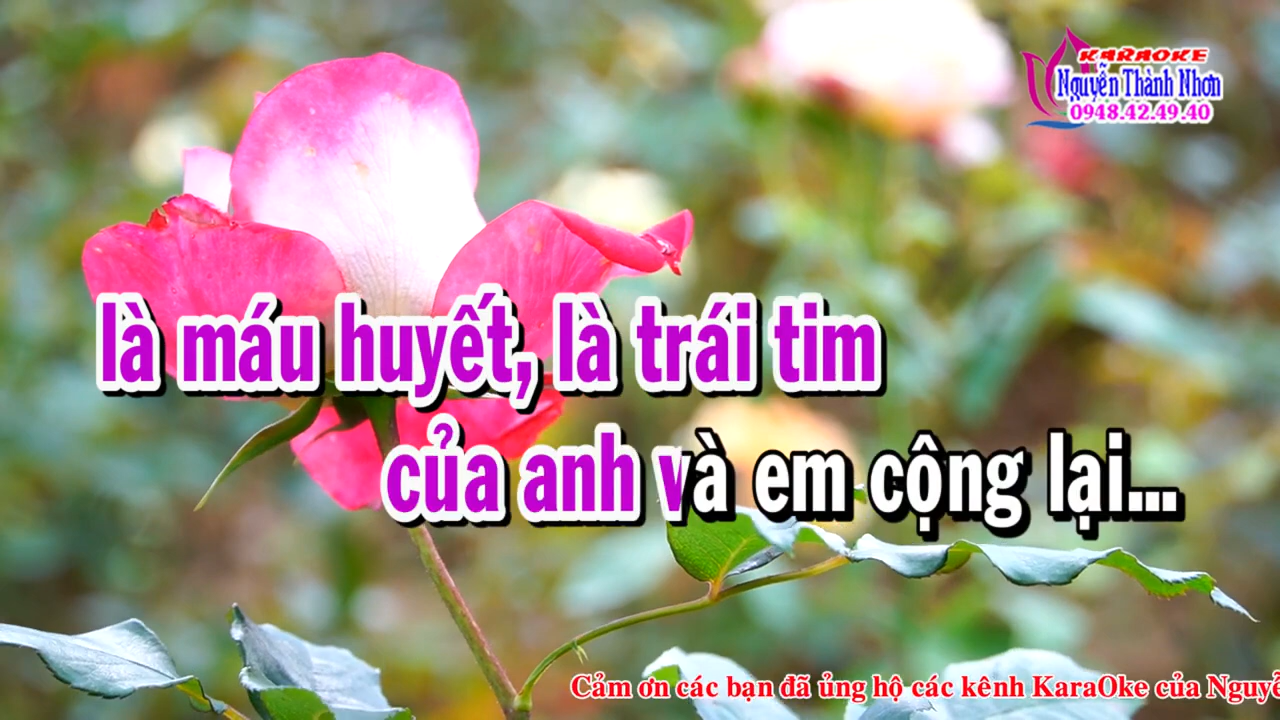 KARAOKE
Nguyễn Thành Nhơn
0948.42.49.40
là máu huyết, là trái tim
của anh và em cộng lại...
Cảm ơn các bạn đã ủng hộ các kênh KaraOke của Nguyễ